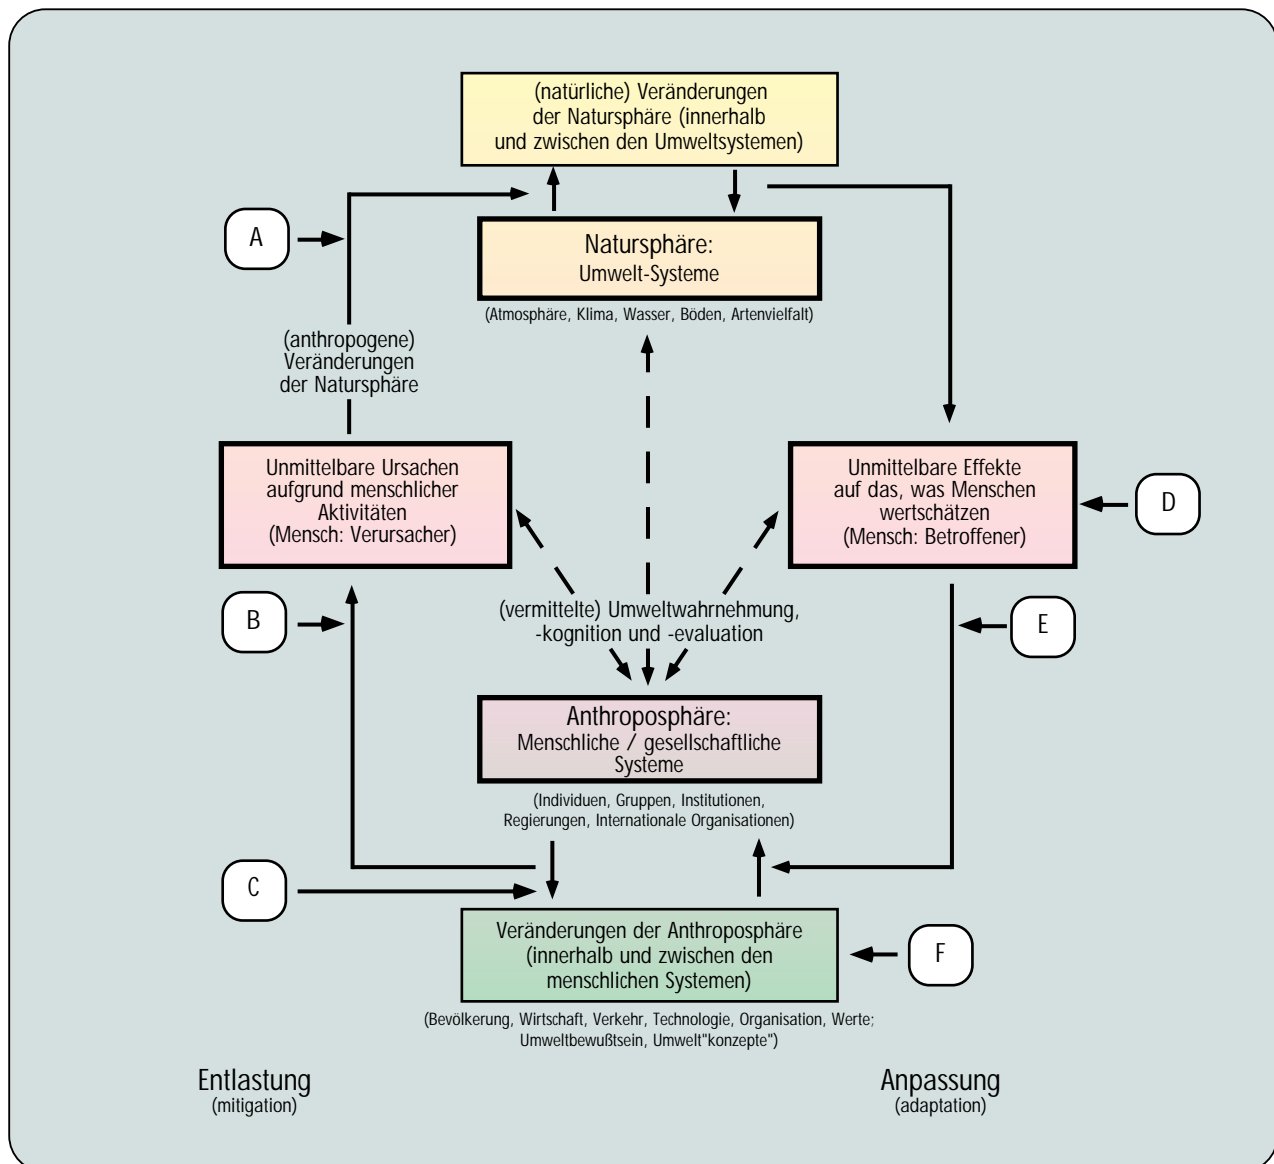 (natürliche) Veränderungen
der Natursphäre (innerhalb
und zwischen den Umweltsystemen)
A
Natursphäre:
Umwelt-Systeme
(Atmosphäre, Klima, Wasser, Böden, Artenvielfalt)
(anthropogene)
Veränderungen
der Natursphäre
Unmittelbare Ursachen
aufgrund menschlicher
Aktivitäten
(Mensch: Verursacher)
Unmittelbare Effekte
auf das, was Menschen
wertschätzen
(Mensch: Betroffener)
D
B
(vermittelte) Umweltwahrnehmung,
-kognition und -evaluation
E
Anthroposphäre:
Menschliche / gesellschaftliche
Systeme
(Individuen, Gruppen, Institutionen,
Regierungen, Internationale Organisationen)
C
Veränderungen der Anthroposphäre
(innerhalb und zwischen den
menschlichen Systemen)
F
(Bevölkerung, Wirtschaft, Verkehr, Technologie, Organisation, Werte;
Umweltbewußtsein, Umwelt"konzepte")
Entlastung
(mitigation)
Anpassung
(adaptation)